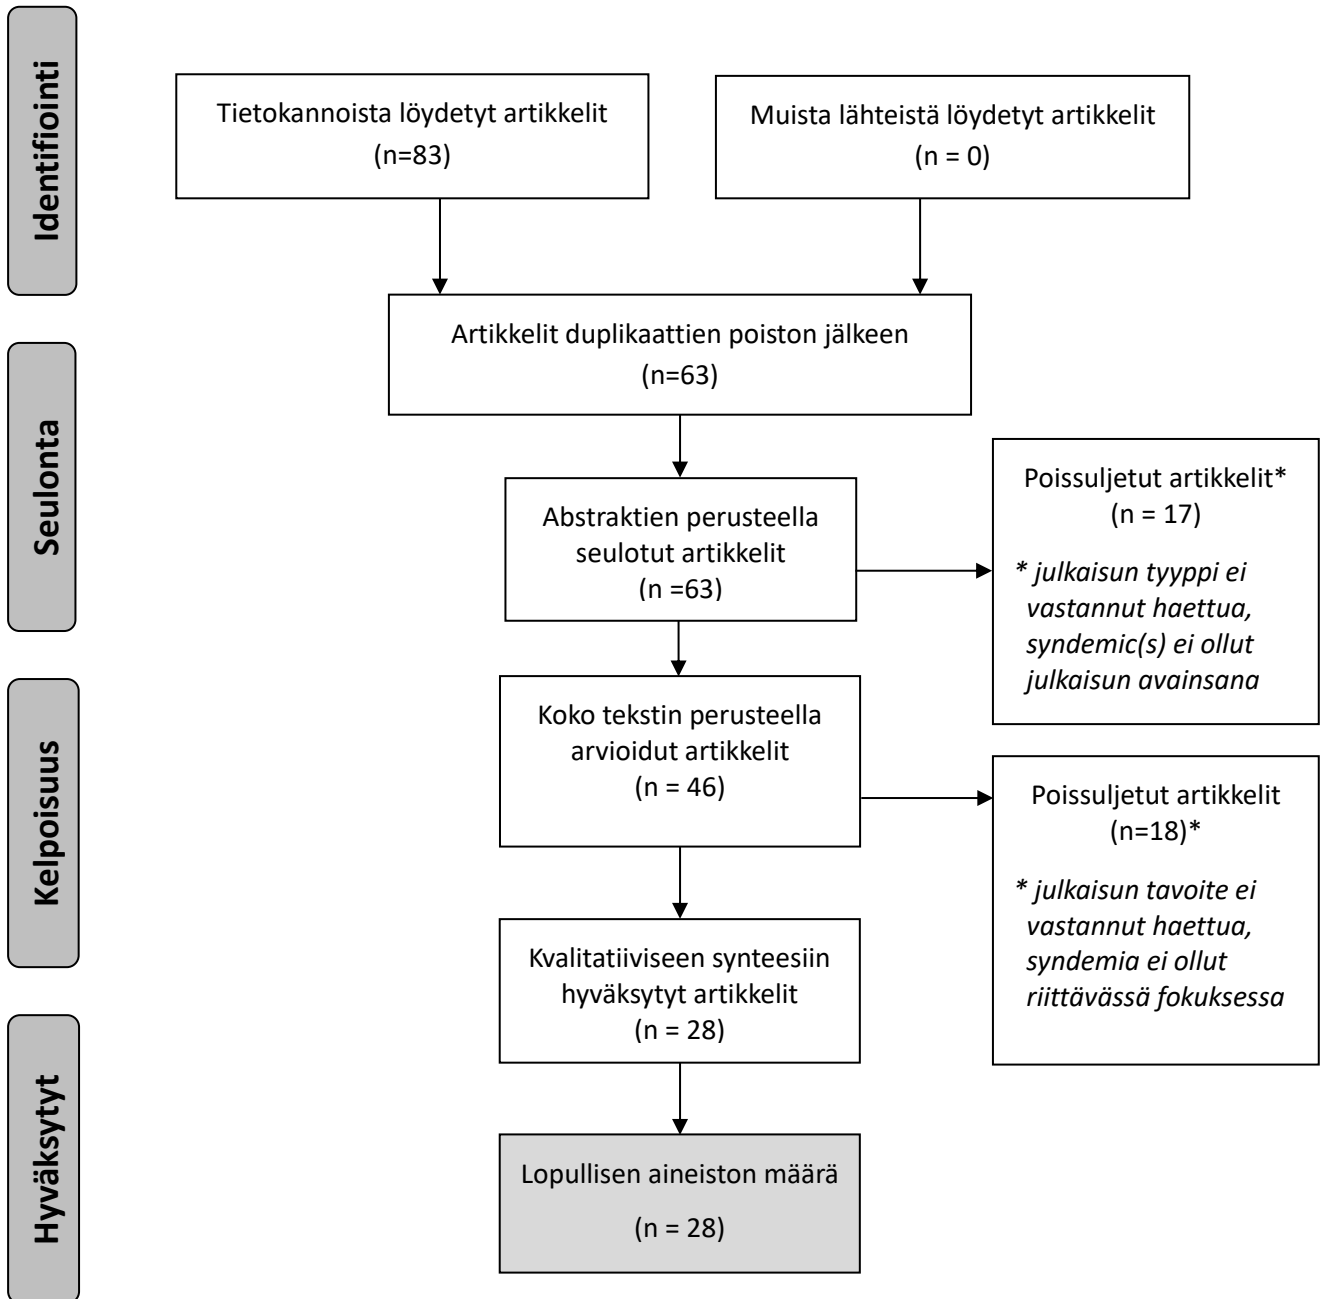 Identifiointi
Tietokannoista löydetyt artikkelit
(n=83)
Muista lähteistä löydetyt artikkelit
(n = 0)
Artikkelit duplikaattien poiston jälkeen
(n=63)
Seulonta
Abstraktien perusteella
seulotut artikkelit
(n =63)
Poissuljetut artikkelit*
(n = 17)
* julkaisun tyyppi ei
vastannut haettua,
syndemic(s) ei ollut
julkaisun avainsana
Kelpoisuus
Koko tekstin perusteella
arvioidut artikkelit
(n = 46)
Poissuljetut artikkelit
(n=18)*
* julkaisun tavoite ei
vastannut haettua,
syndemia ei ollut
riittävässä fokuksessa
Kvalitatiiviseen synteesiin
hyväksytyt artikkelit
(n = 28)
Hyväksytyt
Lopullisen aineiston määrä
(n = 28)